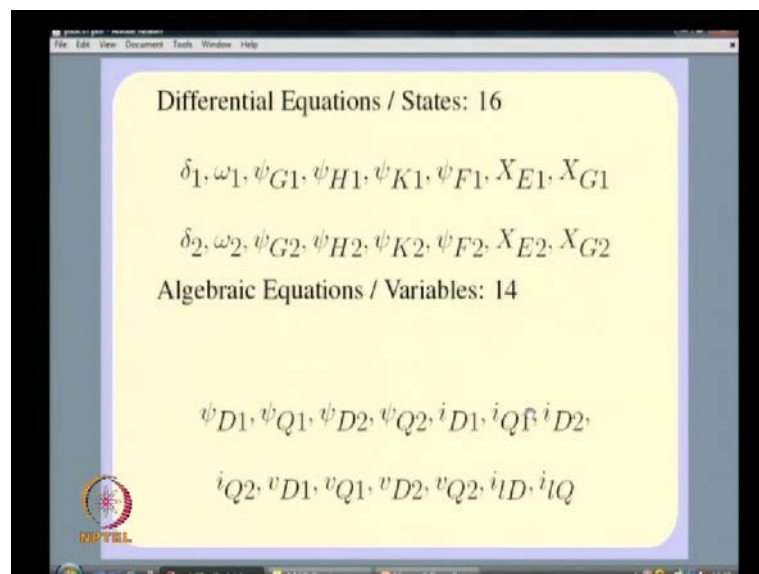 File Edit View Document Tools Window Help
Differential Equations / States: 16
δ1, ω1, ψG1, ψH1, ψK1, ψF1, XE1, XG1
δ2, ω2, ψG2, ψH2, ψK2, ψF2, XE2, XG2
Algebraic Equations / Variables: 14
ψD1, ψQ1, ψD2, ψQ2, iD1, iQ1, iD2,
iQ2, vD1, vQ1, vD2, vQ2, ilD, ilQ
NPTEL